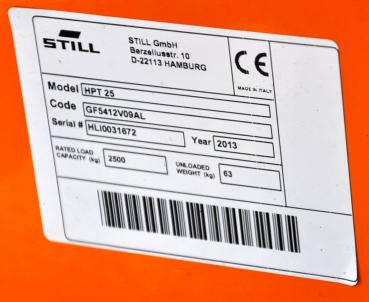 STILL
STILL GmbH
Berzeliusstr. 10
D-22113 HAMBURG
CE
MADE IN ITALY
Model HPT 25
Code GF5412V09AL
Serial # HLI0031672 Year 2013
RATED LOAD CAPACITY (kg) 2500
UNLOADED WEIGHT (kg) 63